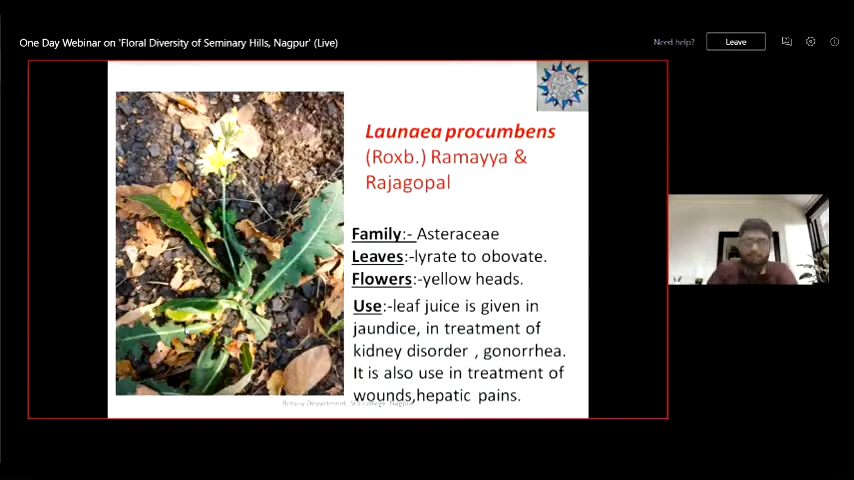 One Day Webinar on 'Floral Diversity of Seminary Hills, Nagpur' (Live)
Need help?
Leave
Launaea procumbens
(Roxb.) Ramayya &
Rajagopal
Family:- Asteraceae
Leaves:-lyrate to obovate.
Flowers:-yellow heads.
Use:-leaf juice is given in
jaundice, in treatment of
kidney disorder , gonorrhea.
It is also use in treatment of
wounds,hepatic pains.
Botany Department, College, Nagpur